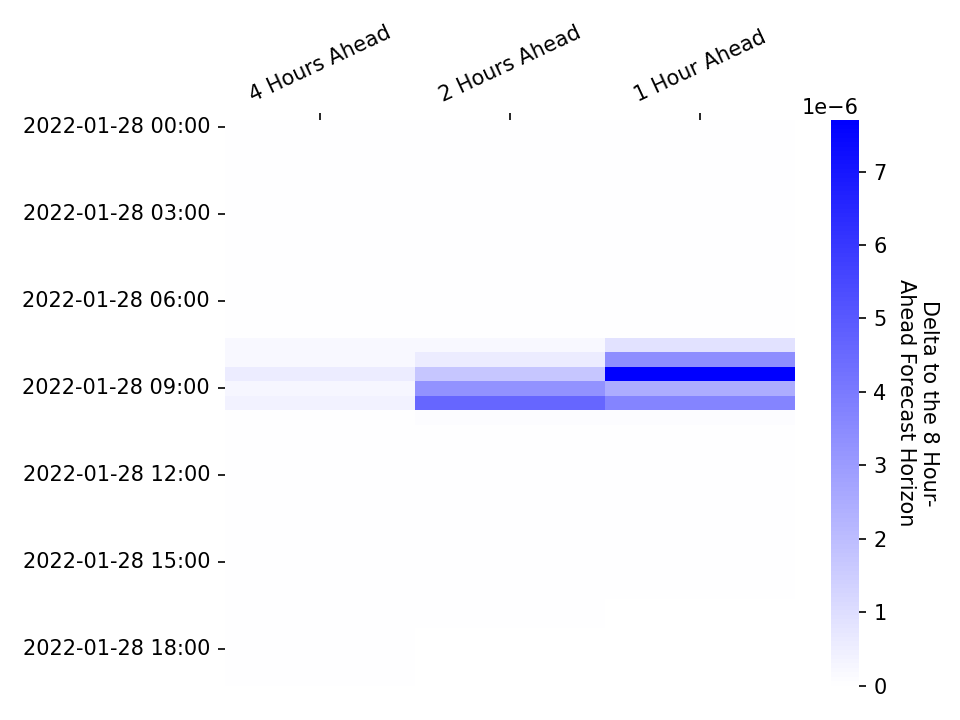 4 Hours Ahead
2 Hours Ahead
1 Hour Ahead
1e−6
2022-01-28 00:00
2022-01-28 03:00
2022-01-28 06:00
2022-01-28 09:00
2022-01-28 12:00
2022-01-28 15:00
2022-01-28 18:00
7
6
5
4
3
2
1
0
Delta to the 8 Hour-
Ahead Forecast Horizon